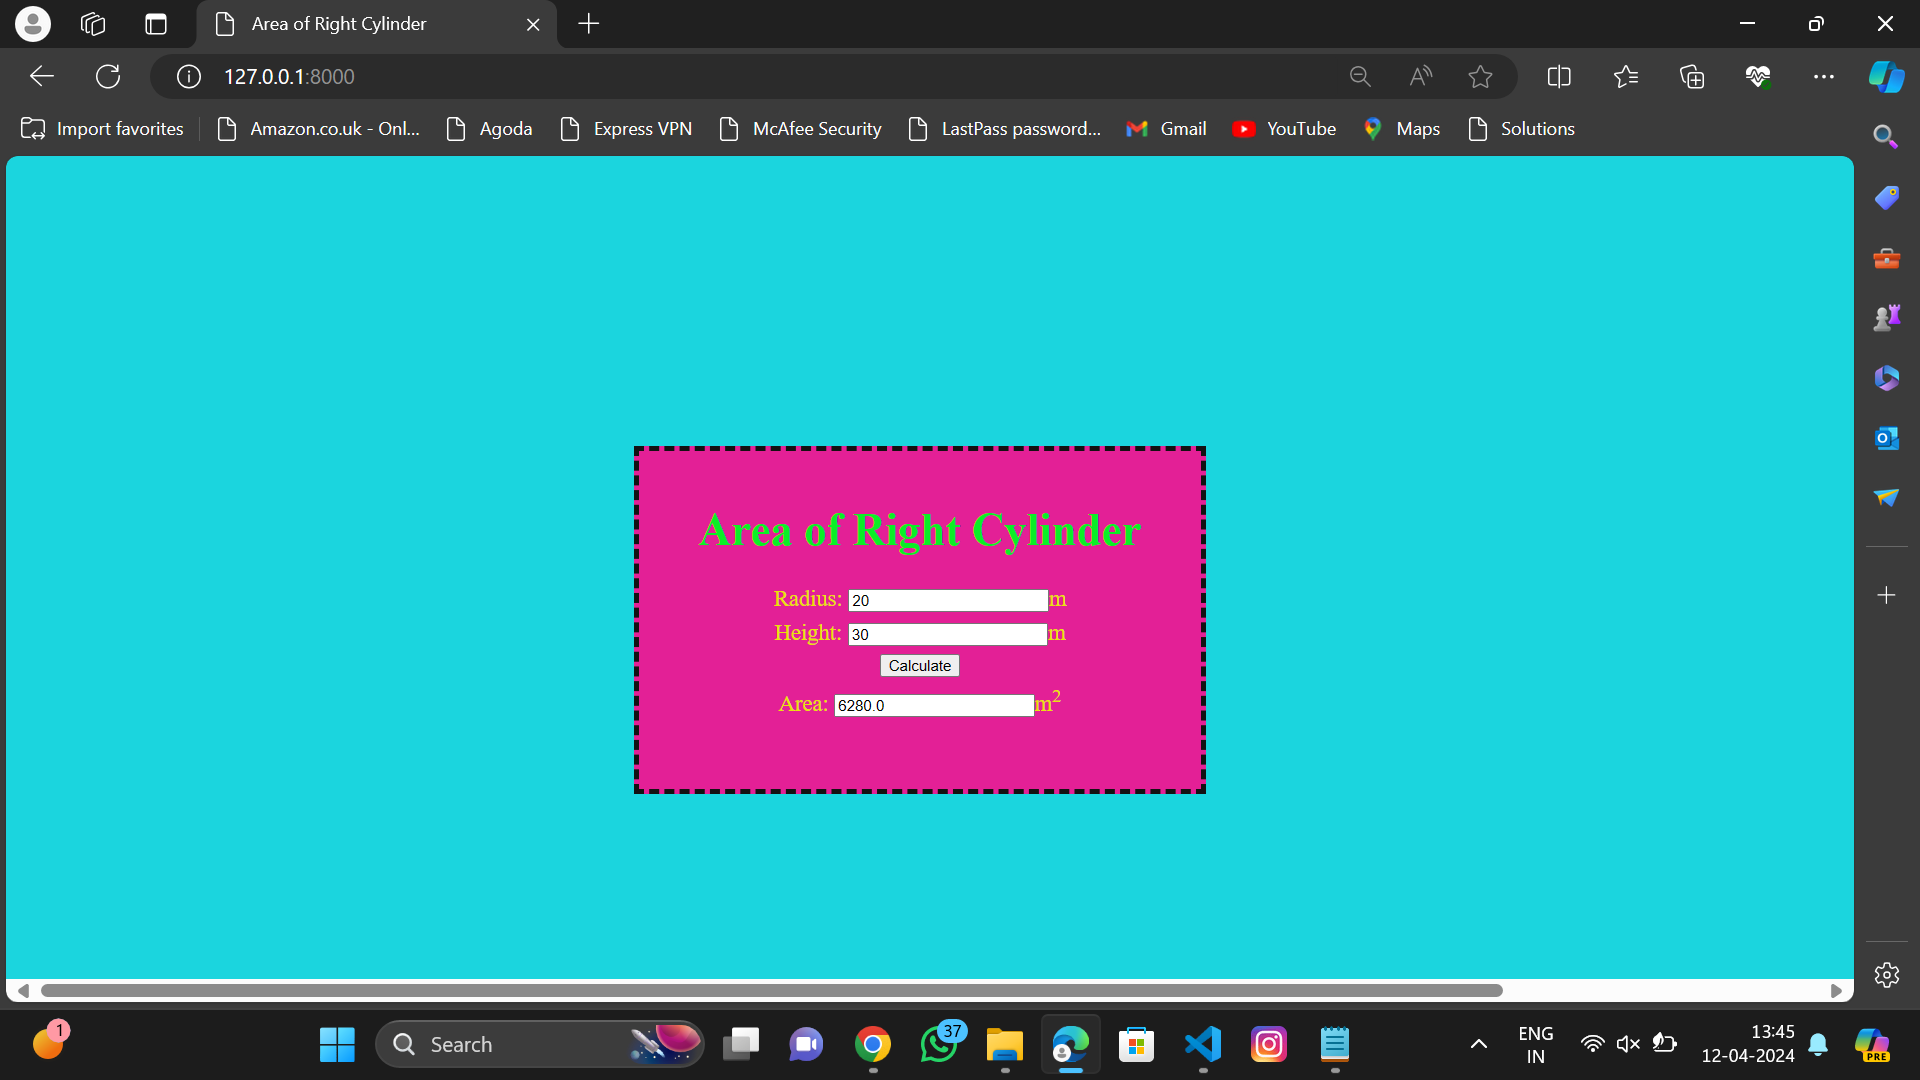 Area of Right Cylinder
127.0.0.1:8000
Import favorites Amazon.co.uk - Onl... Agoda Express VPN McAfee Security LastPass password... Gmail YouTube Maps Solutions
Area of Right Cylinder
Radius: 20 m
Height: 30 m
Calculate
Area: 6280.0 m²
1 Search 37 ENG 13:45
IN 12-04-2024 PRE